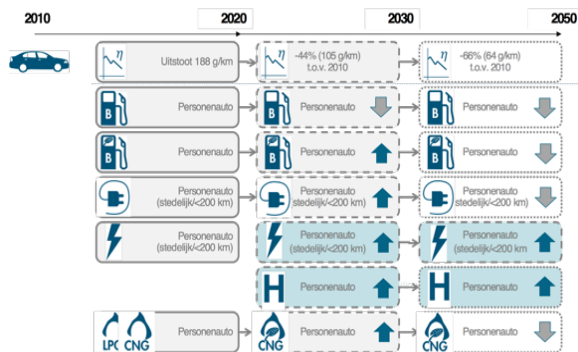 2010 2020 2030 2050
η Uitstoot 188 g/km η -44% (105 g/km) η -66% (64 g/km)
t.o.v. 2010 t.o.v. 2010
B Personenauto B Personenauto B Personenauto
B Personenauto B Personenauto B Personenauto
Personenauto Personenauto Personenauto
(stedelijk/<200 km) stedelijk/<200 km) stedelijk/<200 km)
Personenauto Personenauto Personenauto
(stedelijk/<200 km) (stedelijk/<200 km) (stedelijk/<200 km
H Personenauto H Personenauto
LPG CNG Personenauto CNG Personenauto CNG Personenauto